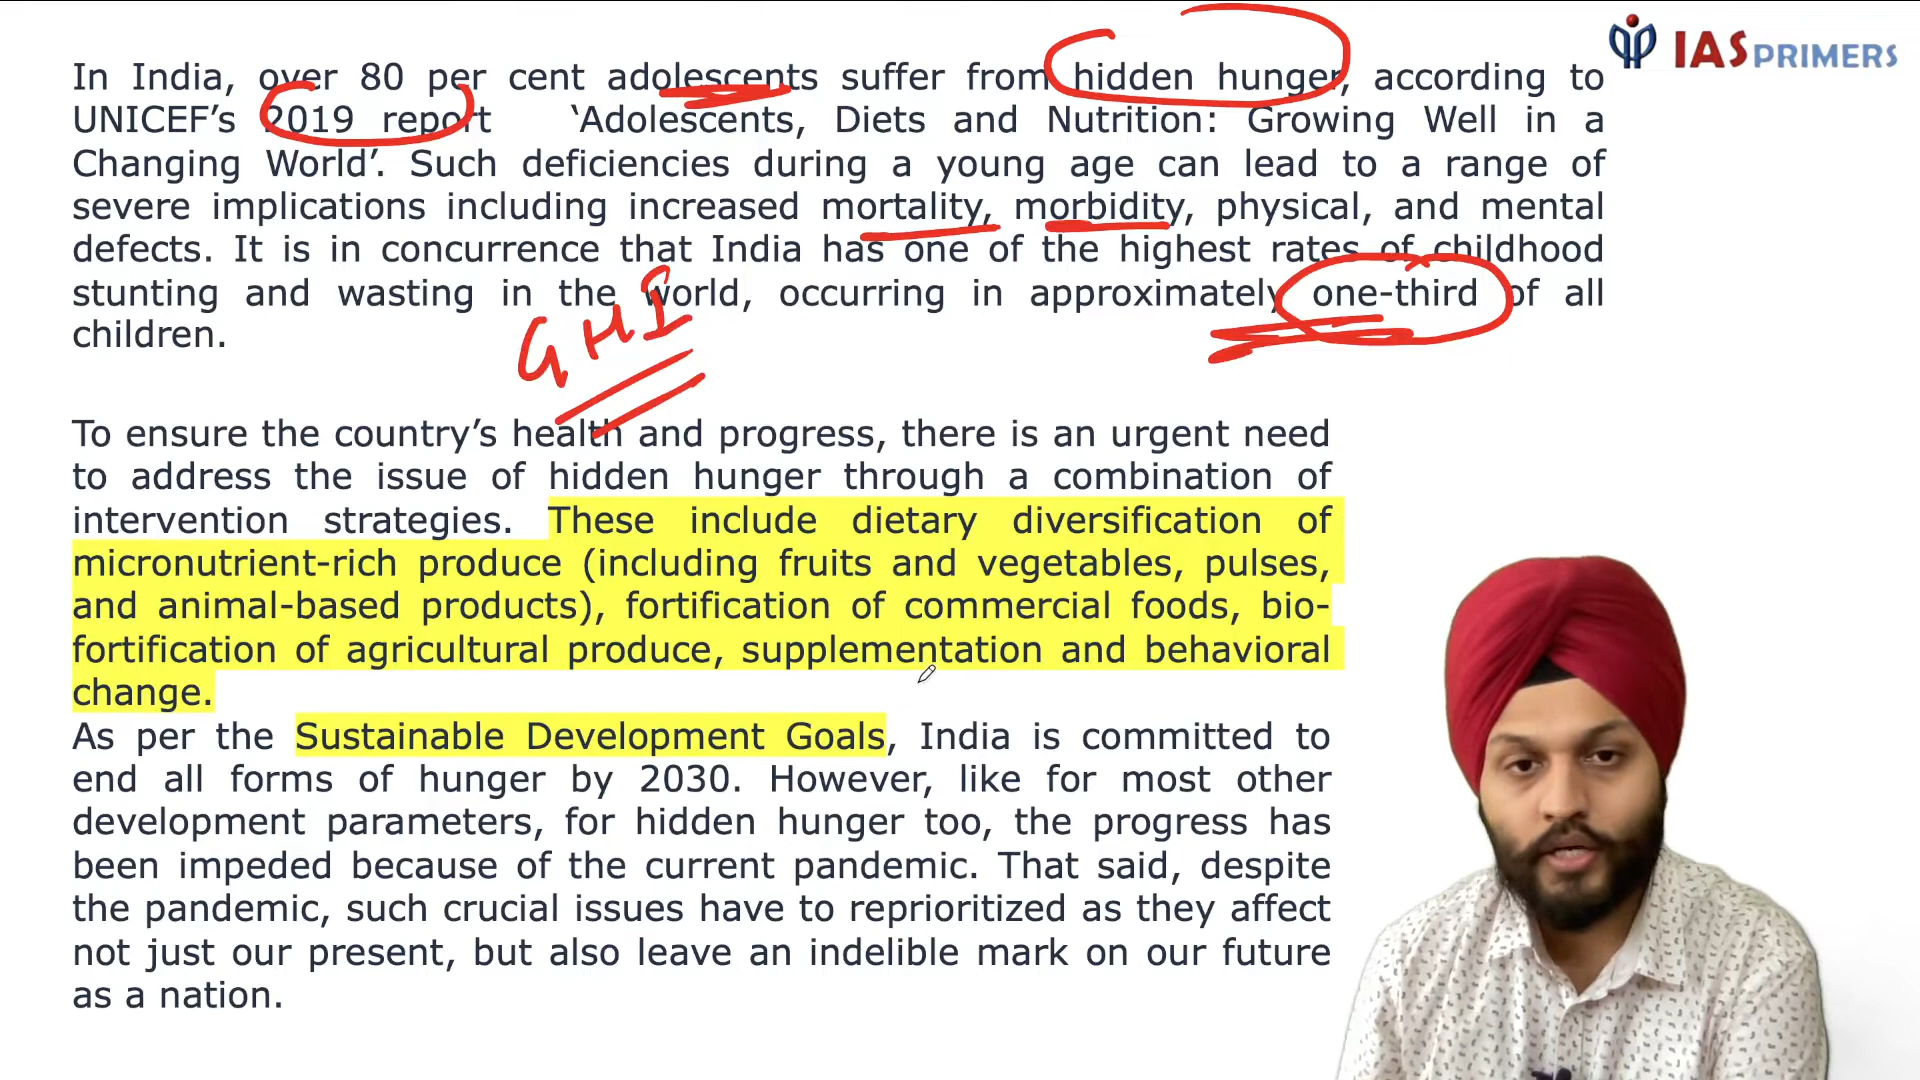 IAS PRIMERS
In India, over 80 per cent adolescents suffer from hidden hunger, according to
UNICEF’s 2019 report ‘Adolescents, Diets and Nutrition: Growing Well in a
Changing World’. Such deficiencies during a young age can lead to a range of
severe implications including increased mortality, morbidity, physical, and mental
defects. It is in concurrence that India has one of the highest rates of childhood
stunting and wasting in the world, occurring in approximately one-third of all
children.
GHI
To ensure the country’s health and progress, there is an urgent need
to address the issue of hidden hunger through a combination of
intervention strategies. These include dietary diversification of
micronutrient-rich produce (including fruits and vegetables, pulses,
and animal-based products), fortification of commercial foods, bio-
fortification of agricultural produce, supplementation and behavioral
change.
As per the Sustainable Development Goals, India is committed to
end all forms of hunger by 2030. However, like for most other
development parameters, for hidden hunger too, the progress has
been impeded because of the current pandemic. That said, despite
the pandemic, such crucial issues have to reprioritized as they affect
not just our present, but also leave an indelible mark on our future
as a nation.